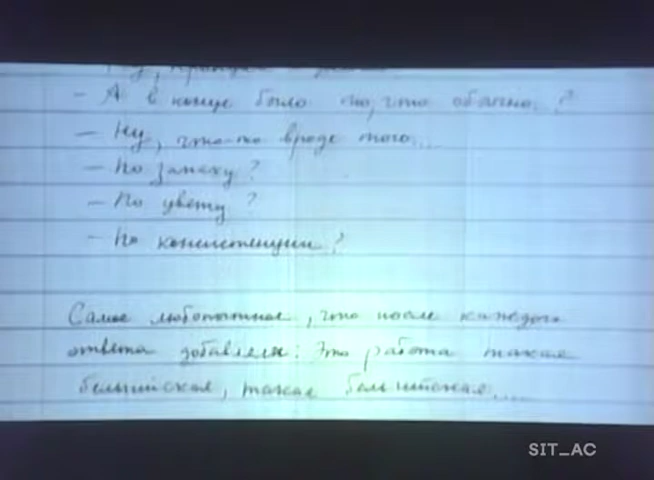 - А в конце было то, что обычно?
- Ну, что-то вроде того...
- По запаху?
- По цвету?
- По консистенции?
Самое любопытное, что после каждого
ответа добавляли: Это работа такая
бельгийская, такая бельгийская....
SIT_AC